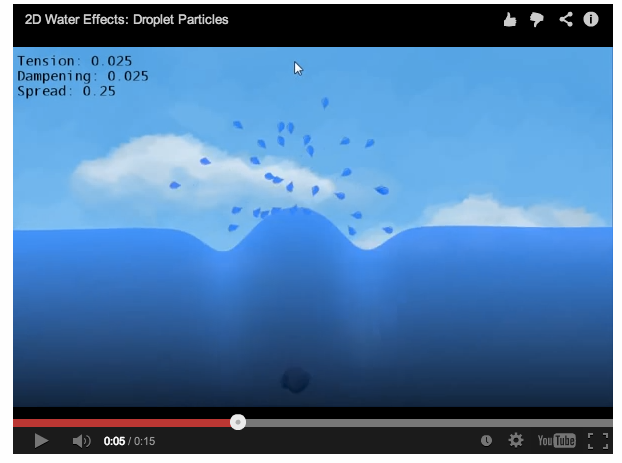 2D Water Effects: Droplet Particles
Tension: 0.025
Dampening: 0.025
Spread: 0.25
0:05 / 0:15
YouTube